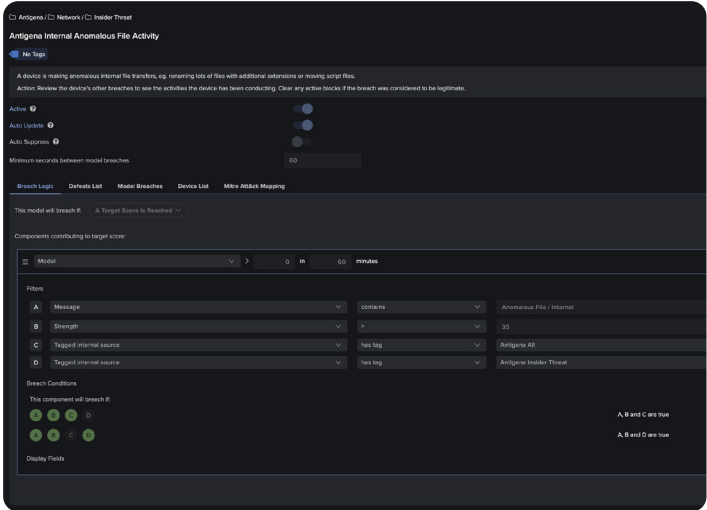 Antigena / Network / Insider Threat
Antigena Internal Anomalous File Activity
No Tags
A device is making anomalous internal file transfers, eg. renaming lots of files with additional extensions or moving script files.
Action: Review the device's other breaches to see the activities the device has been conducting. Clear any active blocks if the breach was considered to be legitimate.
Active ?
Auto Update ?
Auto Suppress ?
Minimum seconds between model breaches 60
Breach Logic Defeats List Model Breaches Device List Mitre Att&ck Mapping
This model will breach if: A Target Score Is Reached
Components contributing to target score:
Model > 0 in 60 minutes
Filters
A Message contains Anomalous File / Internal
B Strength > 35
C Tagged internal source has tag Antigena All
D Tagged internal source has tag Antigena Insider Threat
Breach Conditions
This component will breach if:
A B C D A, B and C are true
A B C D A, B and D are true
Display Fields